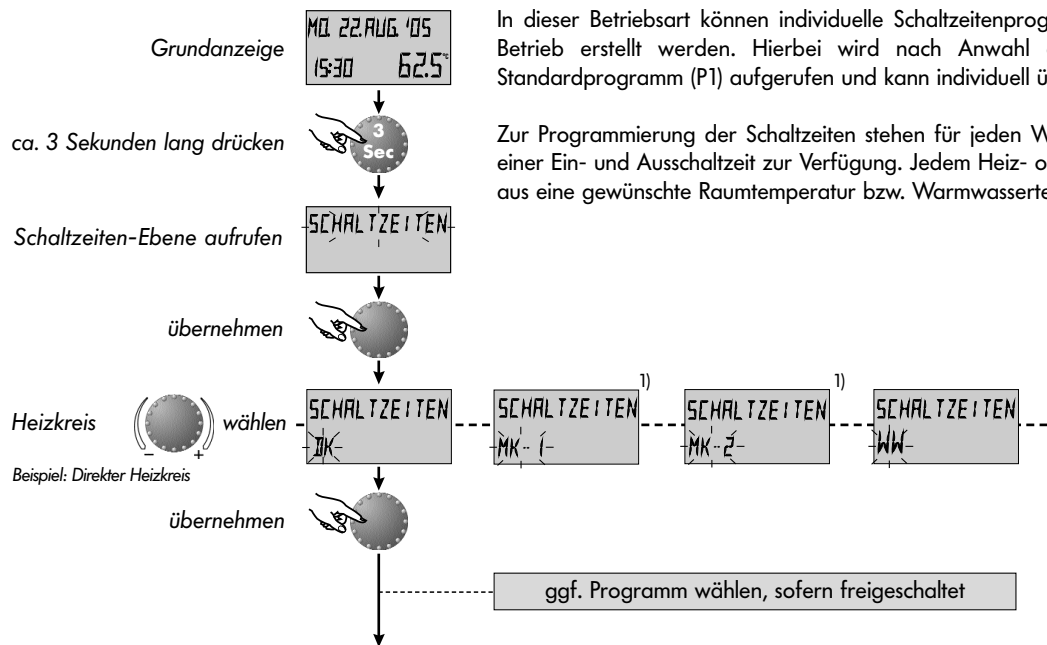 Grundanzeige
MO. 22.AUG. '05
15:30 62.5°C
In dieser Betriebsart können individuelle Schaltzeitenprog
Betrieb erstellt werden. Hierbei wird nach Anwahl
Standardprogramm (P1) aufgerufen und kann individuell ü
ca. 3 Sekunden lang drücken
3
Sec
Zur Programmierung der Schaltzeiten stehen für jeden W
einer Ein- und Ausschaltzeit zur Verfügung. Jedem Heiz- o
aus eine gewünschte Raumtemperatur bzw. Warmwasserte
Schaltzeiten-Ebene aufrufen
SCHALTZEITEN
übernehmen
Heizkreis
- +
wählen
Beispiel: Direkter Heizkreis
SCHALTZEITEN
DK
SCHALTZEITEN 1)
MK - 1
SCHALTZEITEN 1)
MK - 2
SCHALTZEITEN
WW
übernehmen
ggf. Programm wählen, sofern freigeschaltet